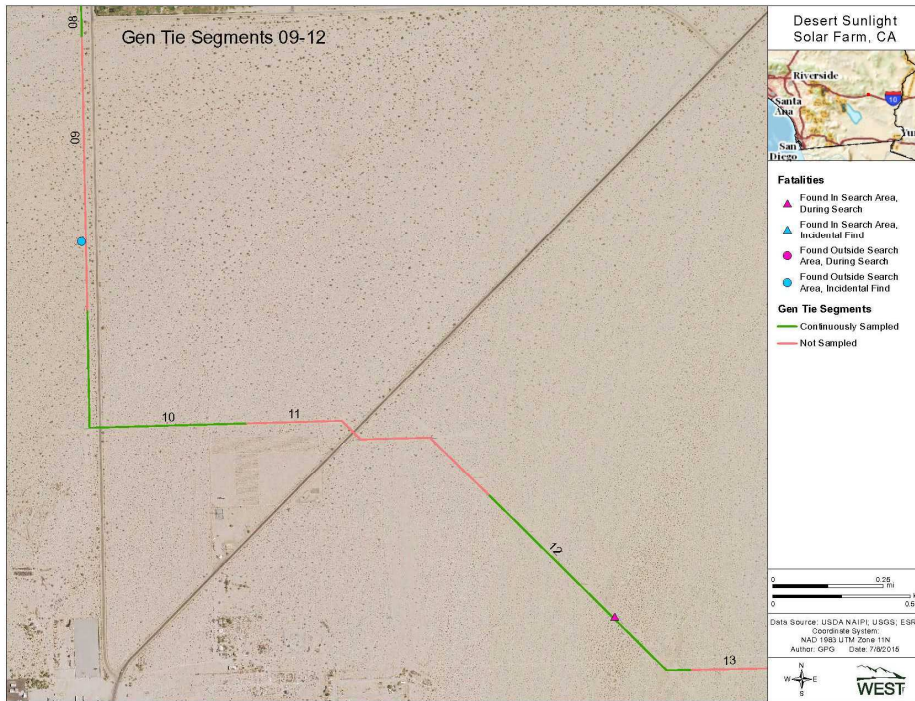 Gen Tie Segments 09-12
08
09
10
11
12
13
Desert Sunlight
Solar Farm, CA
Riverside
Santa
Ana
San
Diego
10
Yu
Fatalities
Found In Search Area,
During Search
Found In Search Area,
Incidental Find
Found Outside Search
Area, During Search
Found Outside Search
Area, Incidental Find
Gen Tie Segments
Continuously Sampled
Not Sampled
0 0.25
mi
0 0.5
Data Source: USDA NAIPI; USGS; ESR
Coordinate System:
NAD 1983 UTM Zone 11N
Author: GPG Date: 7/8/2015
N
W E
S
WEST